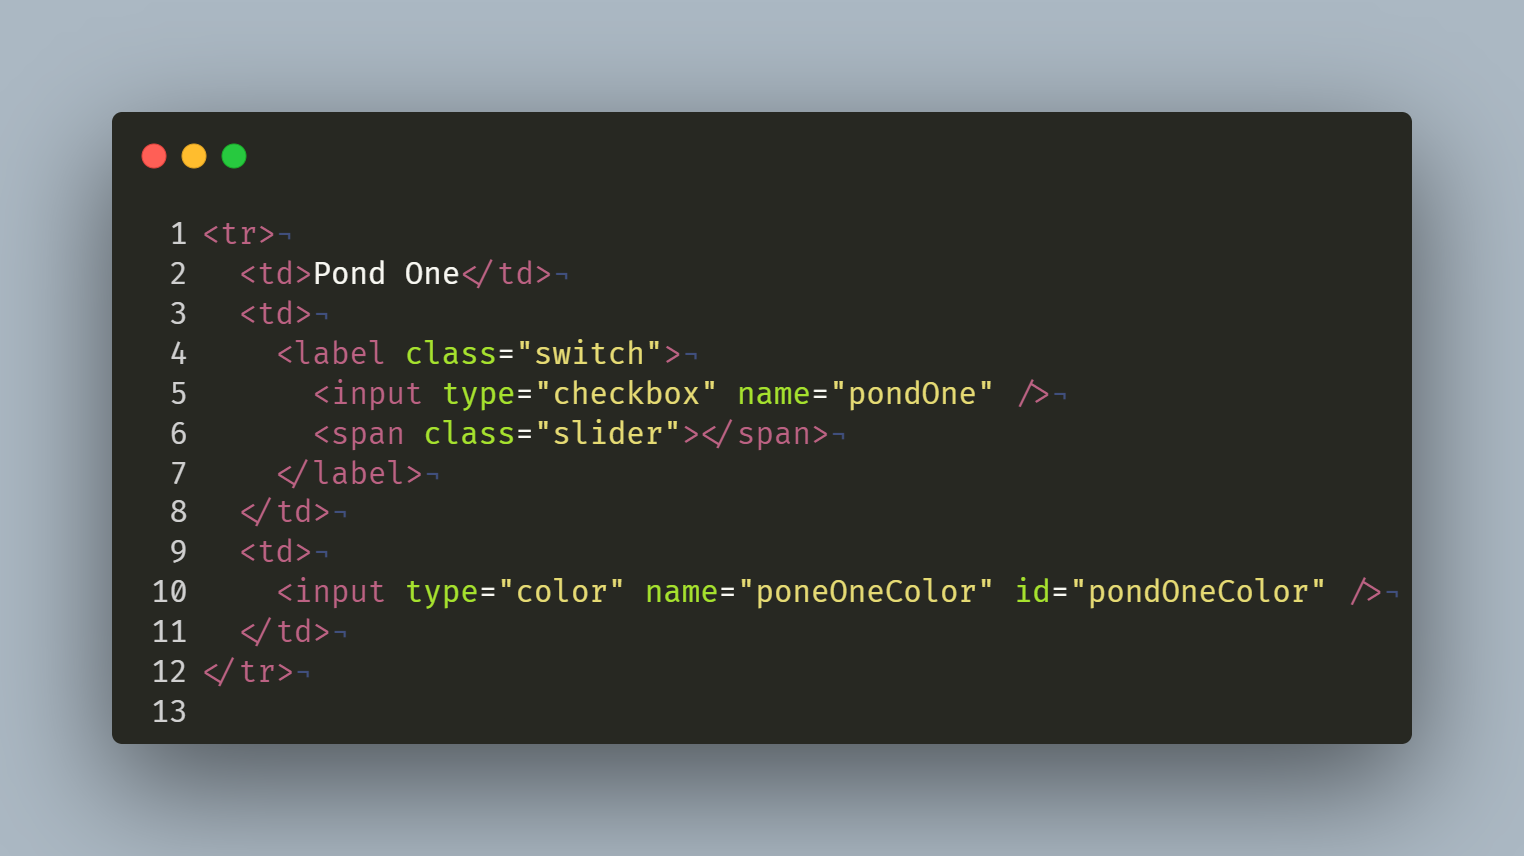 1 <tr>¬
2   <td>Pond One</td>¬
3   <td>¬
4     <label class="switch">¬
5       <input type="checkbox" name="pondOne" />¬
6       <span class="slider"></span>¬
7     </label>¬
8   </td>¬
9   <td>¬
10     <input type="color" name="poneOneColor" id="pondOneColor" />¬
11   </td>¬
12 </tr>¬
13